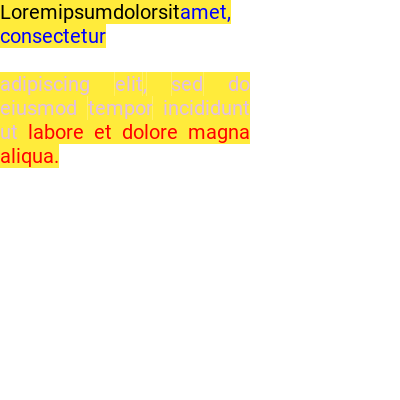 Loremipsumdolorsitamet,
consectetur
adipiscing elit, sed do
eiusmod tempor incididunt
ut labore et dolore magna
aliqua.